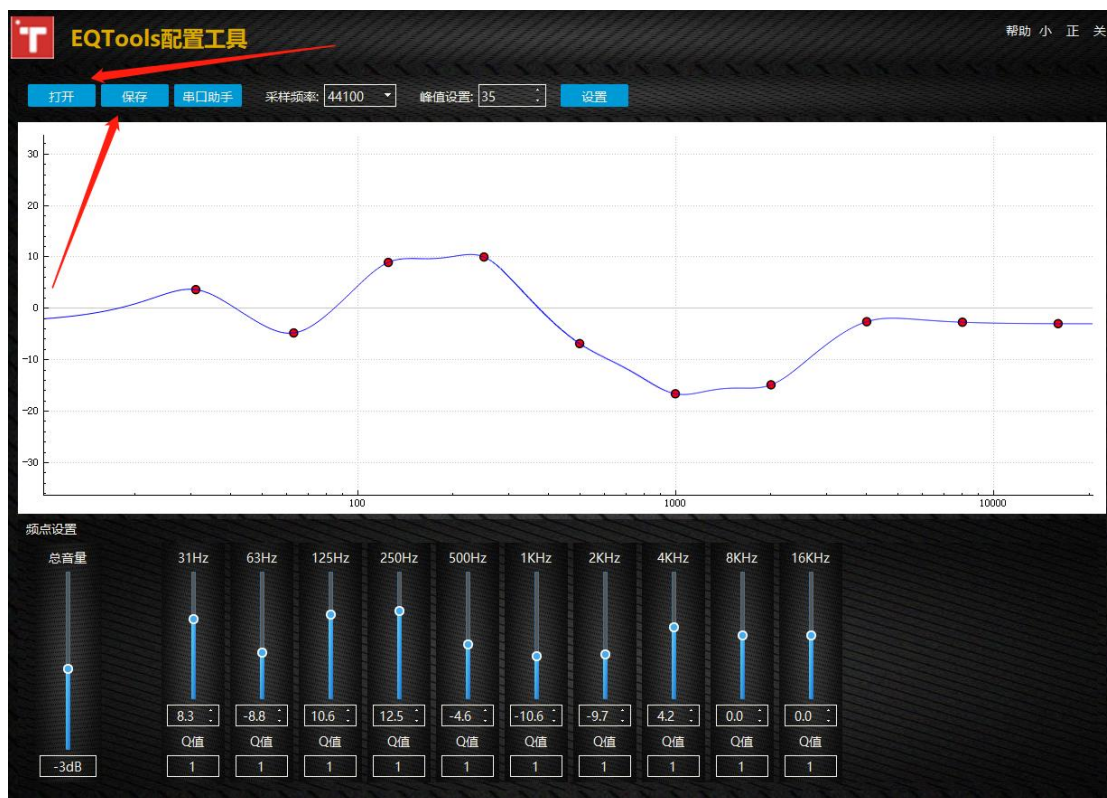 T EQTools配置工具 帮助 小 正 关
打开 保存 串口助手 采样频率: 44100 峰值设置: 35 设置
30
20
10
0
-10
-20
-30
100 1000 10000
频点设置
总音量 31Hz 63Hz 125Hz 250Hz 500Hz 1KHz 2KHz 4KHz 8KHz 16KHz
8.3 -8.8 10.6 12.5 -4.6 -10.6 -9.7 4.2 0.0 0.0
Q值 Q值 Q值 Q值 Q值 Q值 Q值 Q值 Q值 Q值
-3dB 1 1 1 1 1 1 1 1 1 1